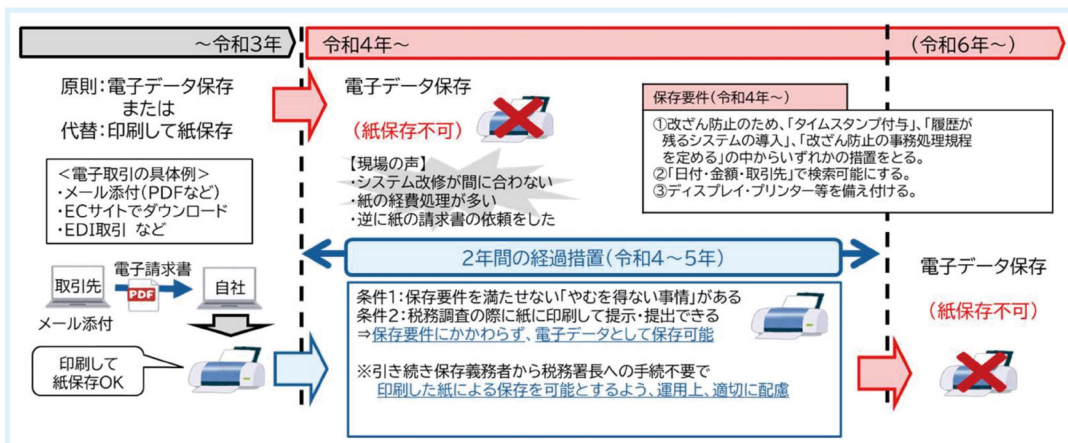 ～令和3年
令和4年～
（令和6年～）
原則：電子データ保存
または
代替：印刷して紙保存
＜電子取引の具体例＞
・メール添付（PDFなど）
・ECサイトでダウンロード
・EDI取引 など
電子請求書
取引先
PDF
自社
メール添付
印刷して
紙保存OK
電子データ保存
（紙保存不可）
【現場の声】
・システム改修が間に合わない
・紙の経費処理が多い
・逆に紙の請求書の依頼をした
保存要件（令和4年～）
①改ざん防止のため、「タイムスタンプ付与」、「履歴が
残るシステムの導入」、「改ざん防止の事務処理規程
を定める」の中からいずれかの措置をとる。
②「日付・金額・取引先」で検索可能にする。
③ディスプレイ・プリンター等を備え付ける。
2年間の経過措置（令和4～5年）
条件1：保存要件を満たせない「やむを得ない事情」がある
条件2：税務調査の際に紙に印刷して提示・提出できる
⇒保存要件にかかわらず、電子データとして保存可能
※引き続き保存義務者から税務署長への手続不要で
印刷した紙による保存を可能とするよう、運用上、適切に配慮
電子データ保存
（紙保存不可）